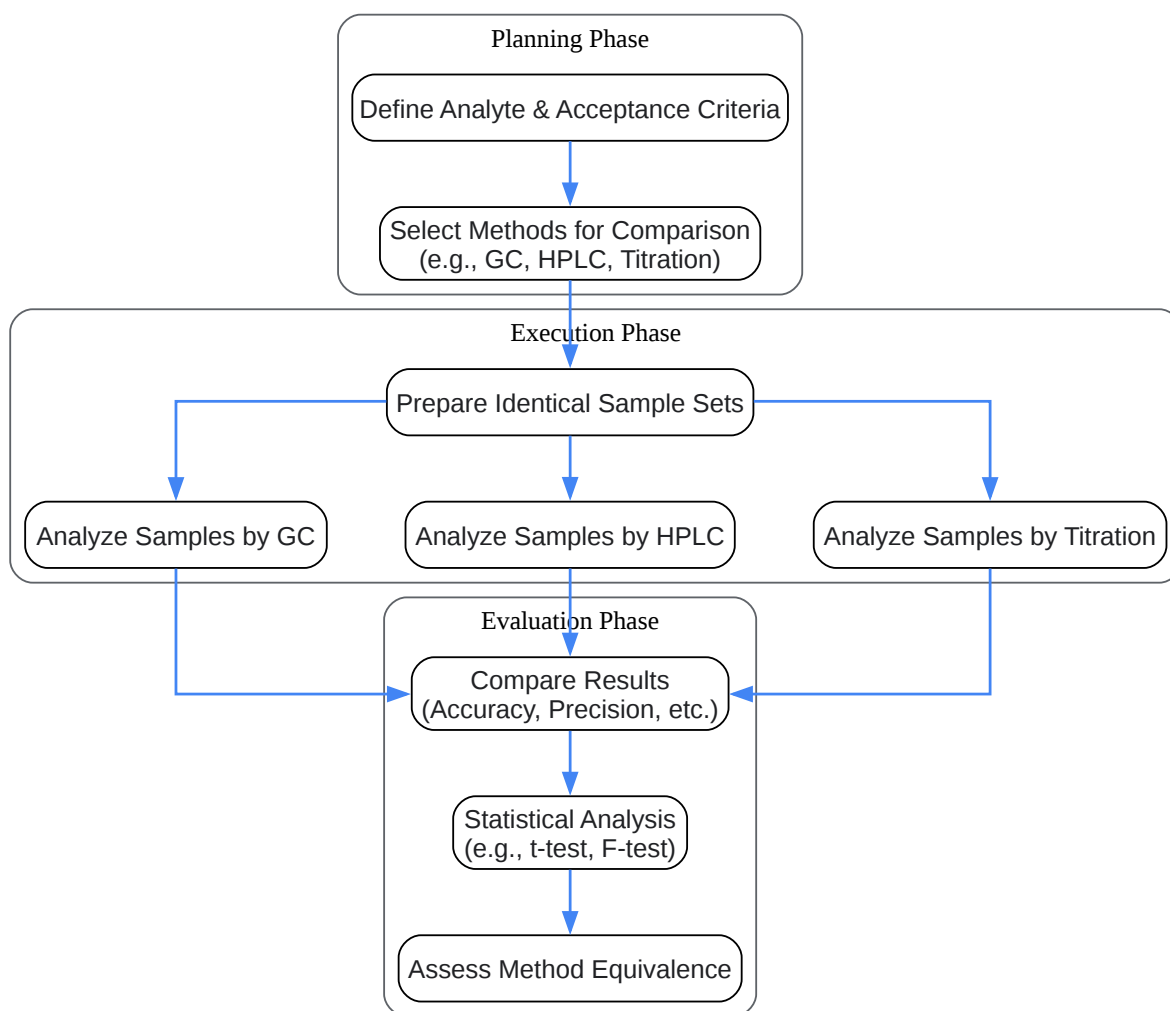 Planning Phase
Define Analyte & Acceptance Criteria
Select Methods for Comparison
(e.g., GC, HPLC, Titration)
Execution Phase
Prepare Identical Sample Sets
Analyze Samples by GC
Analyze Samples by HPLC
Analyze Samples by Titration
Evaluation Phase
Compare Results
(Accuracy, Precision, etc.)
Statistical Analysis
(e.g., t-test, F-test)
Assess Method Equivalence